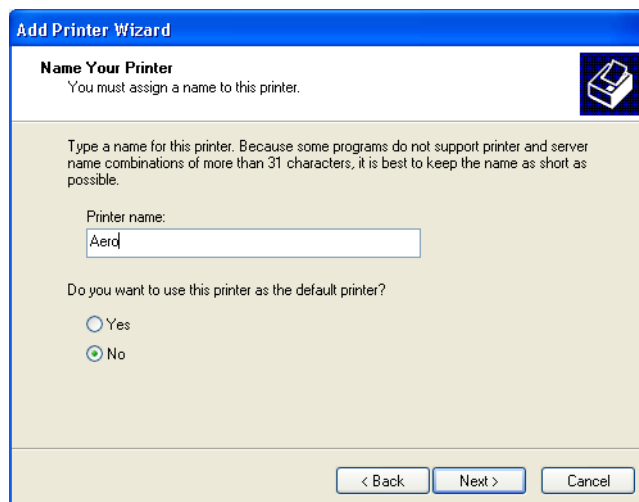 Add Printer Wizard
Name Your Printer
You must assign a name to this printer.
Type a name for this printer. Because some programs do not support printer and server
name combinations of more than 31 characters, it is best to keep the name as short as
possible.
Printer name:
Aero
Do you want to use this printer as the default printer?
Yes
No
< Back
Next >
Cancel